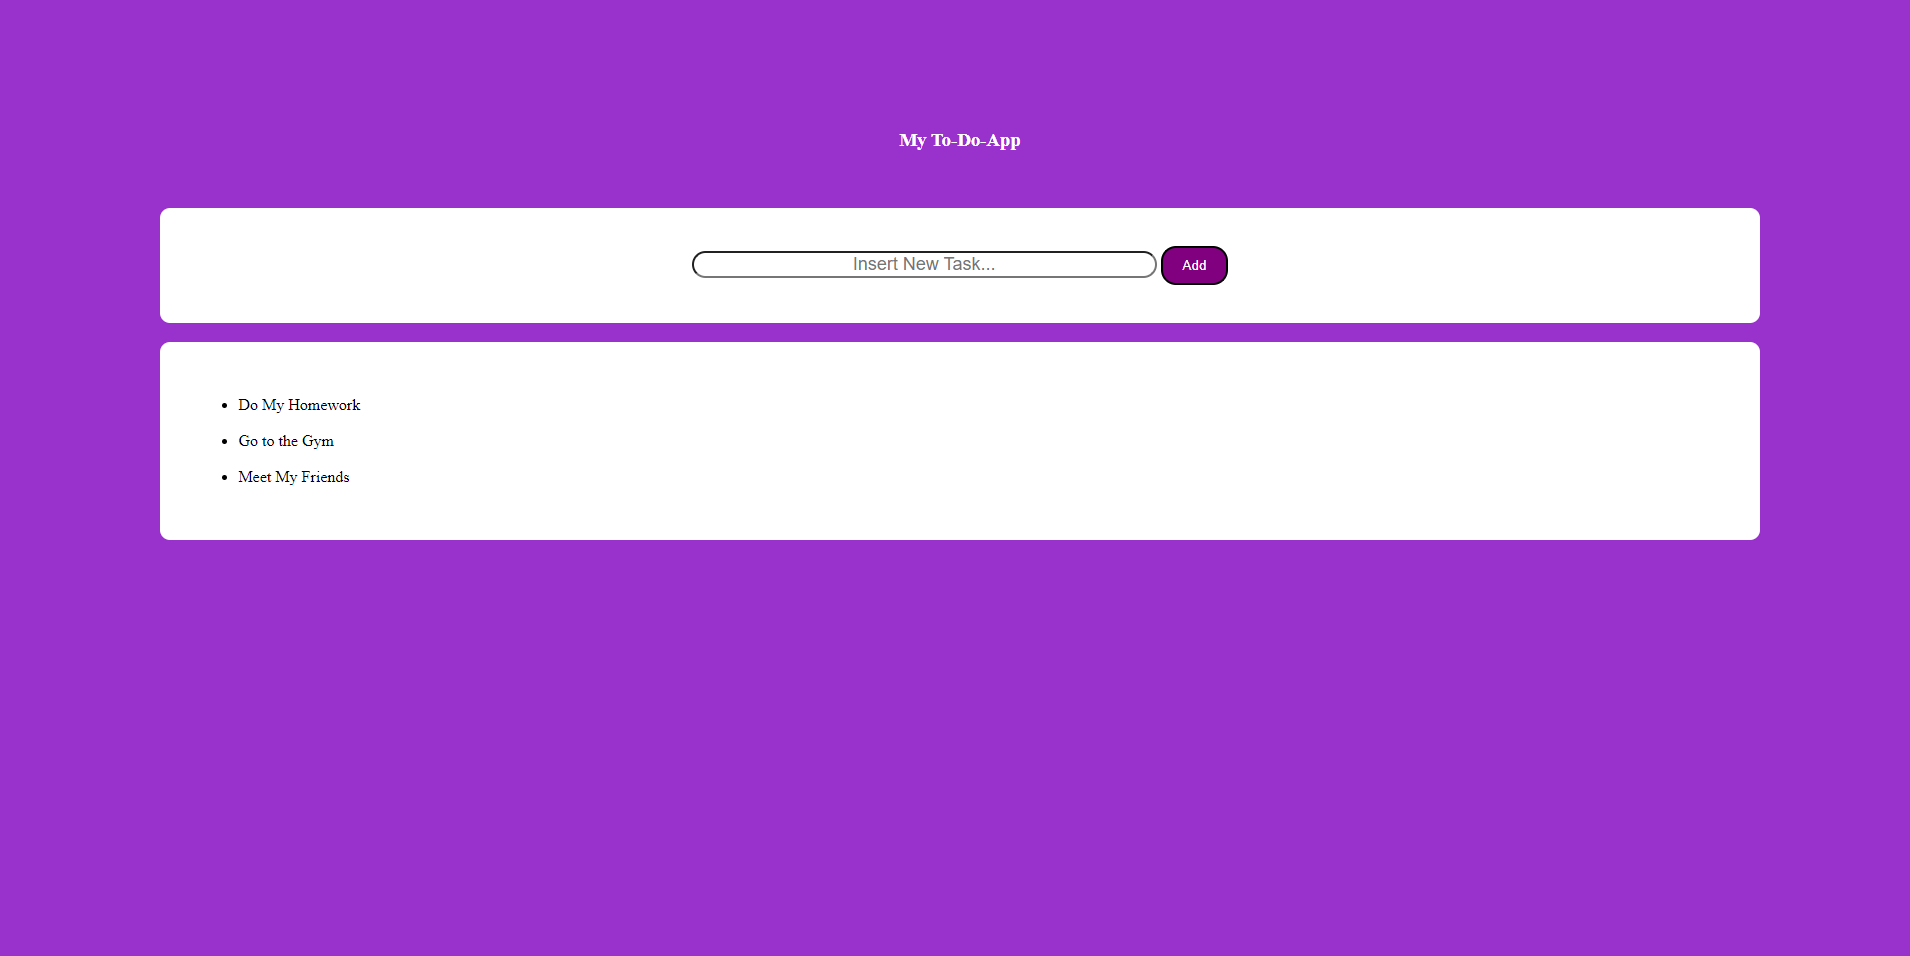 My To-Do-App
Insert New Task...
Add
Do My Homework
Go to the Gym
Meet My Friends